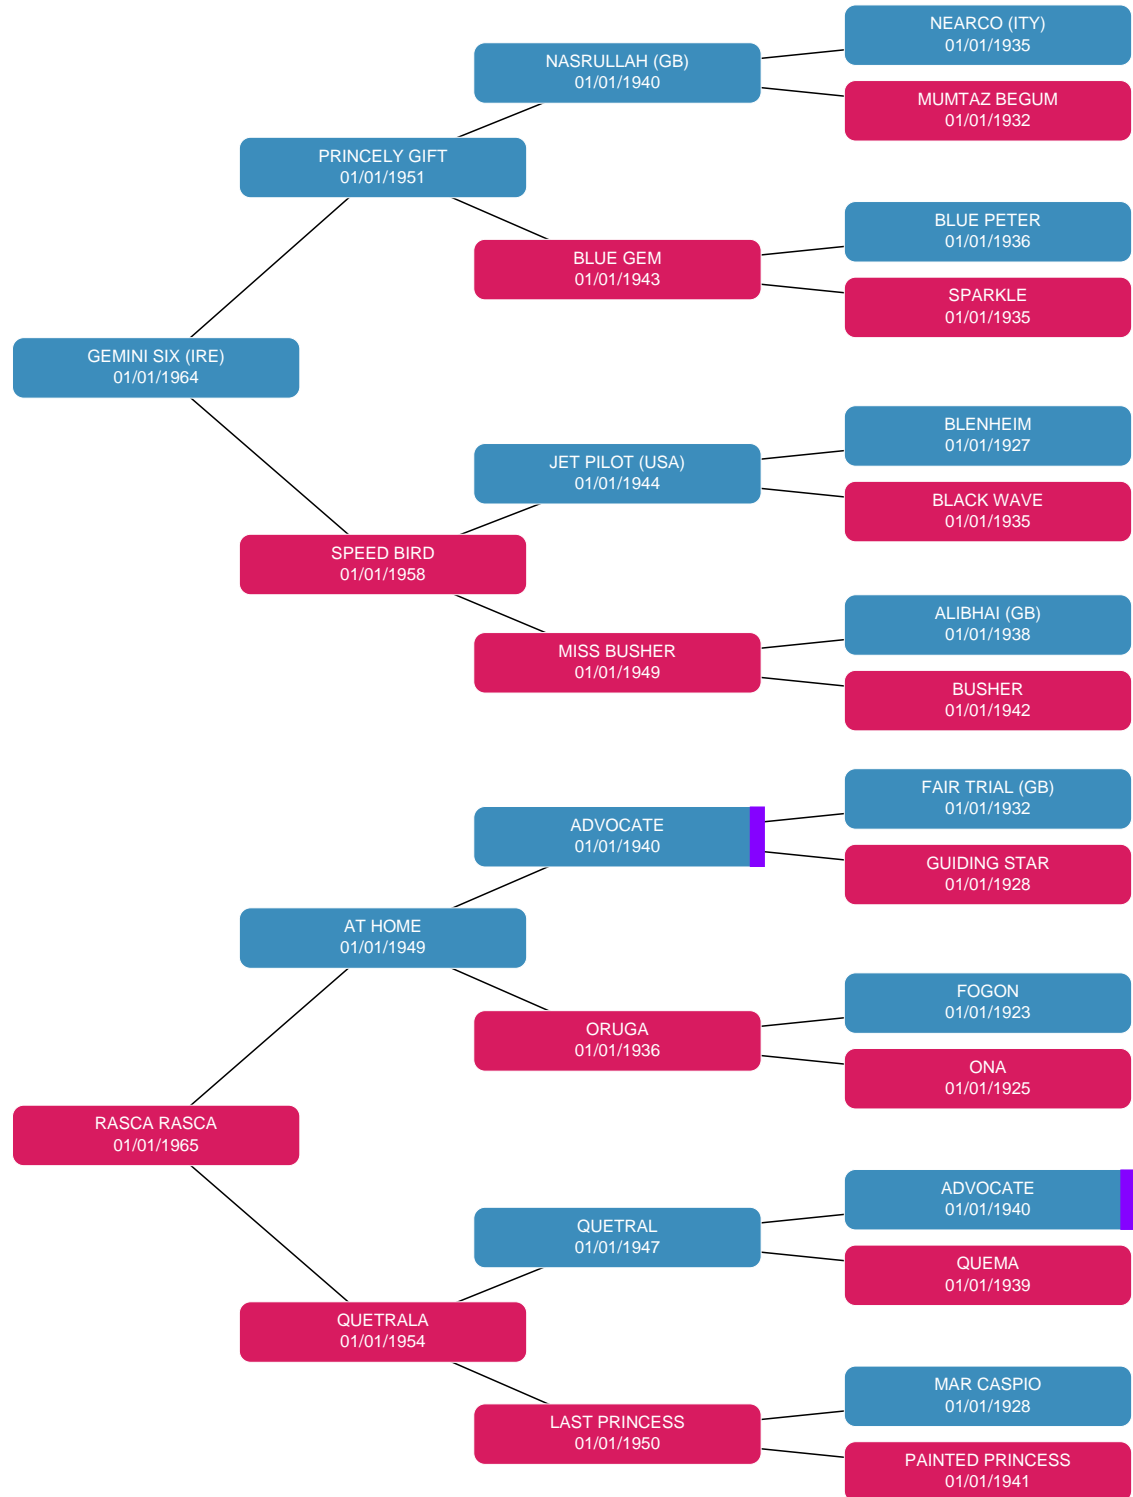 NEARCO (ITY)
01/01/1935
NASRULLAH (GB)
01/01/1940
MUMTAZ BEGUM
01/01/1932
PRINCELY GIFT
01/01/1951
BLUE PETER
01/01/1936
BLUE GEM
01/01/1943
SPARKLE
01/01/1935
GEMINI SIX (IRE)
01/01/1964
BLENHEIM
01/01/1927
JET PILOT (USA)
01/01/1944
BLACK WAVE
01/01/1935
SPEED BIRD
01/01/1958
ALIBHAI (GB)
01/01/1938
MISS BUSHER
01/01/1949
BUSHER
01/01/1942
FAIR TRIAL (GB)
01/01/1932
ADVOCATE
01/01/1940
GUIDING STAR
01/01/1928
AT HOME
01/01/1949
FOGON
01/01/1923
ORUGA
01/01/1936
ONA
01/01/1925
RASCA RASCA
01/01/1965
ADVOCATE
01/01/1940
QUETRAL
01/01/1947
QUEMA
01/01/1939
QUETRALA
01/01/1954
MAR CASPIO
01/01/1928
LAST PRINCESS
01/01/1950
PAINTED PRINCESS
01/01/1941